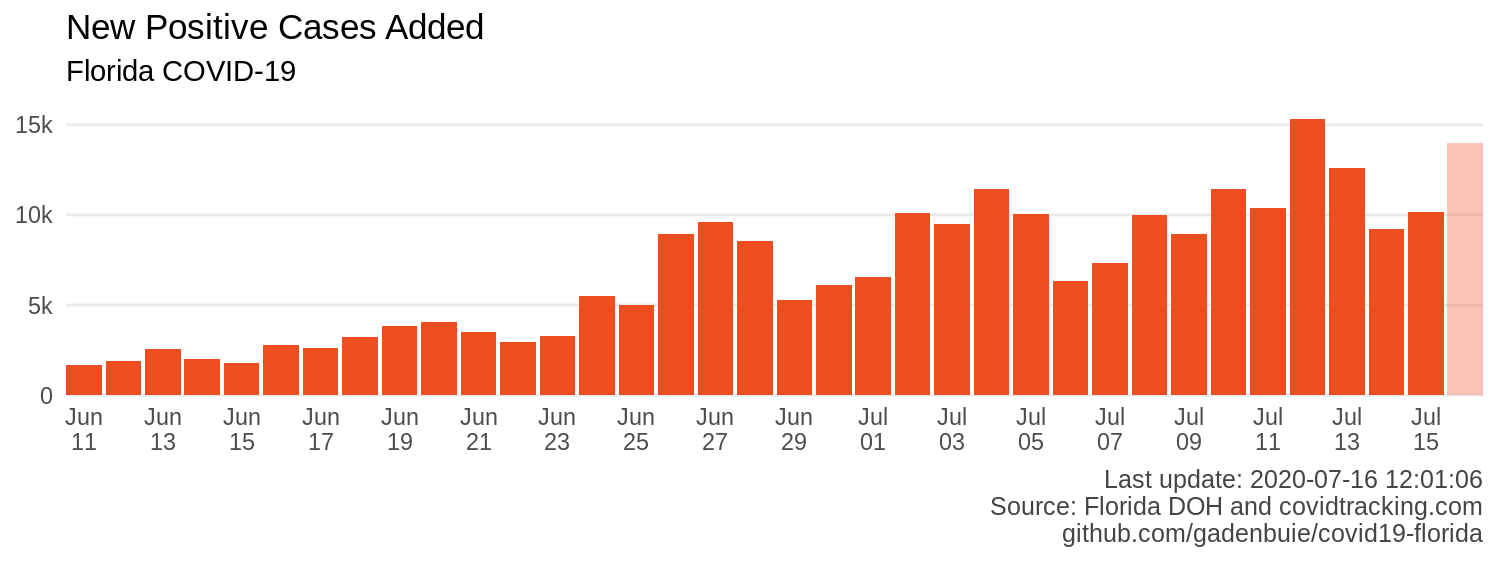 New Positive Cases Added
Florida COVID-19
15k
10k
5k
0
Jun Jun Jun Jun Jun Jun Jun Jun Jun Jun Jul Jul Jul Jul Jul Jul Jul Jul
11 13 15 17 19 21 23 25 27 29 01 03 05 07 09 11 13 15
Last update: 2020-07-16 12:01:06
Source: Florida DOH and covidtracking.com
github.com/gadenbuie/covid19-florida